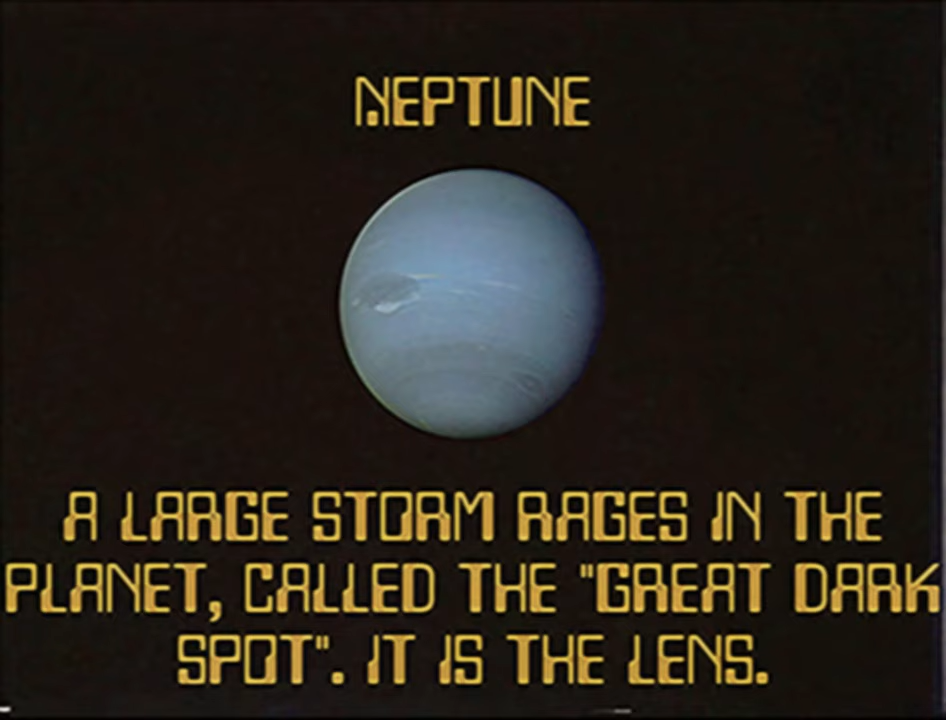 NEPTUNE
A LARGE STORM RAGES IN THE
PLANET, CALLED THE "GREAT DARK
SPOT". IT IS THE LENS.